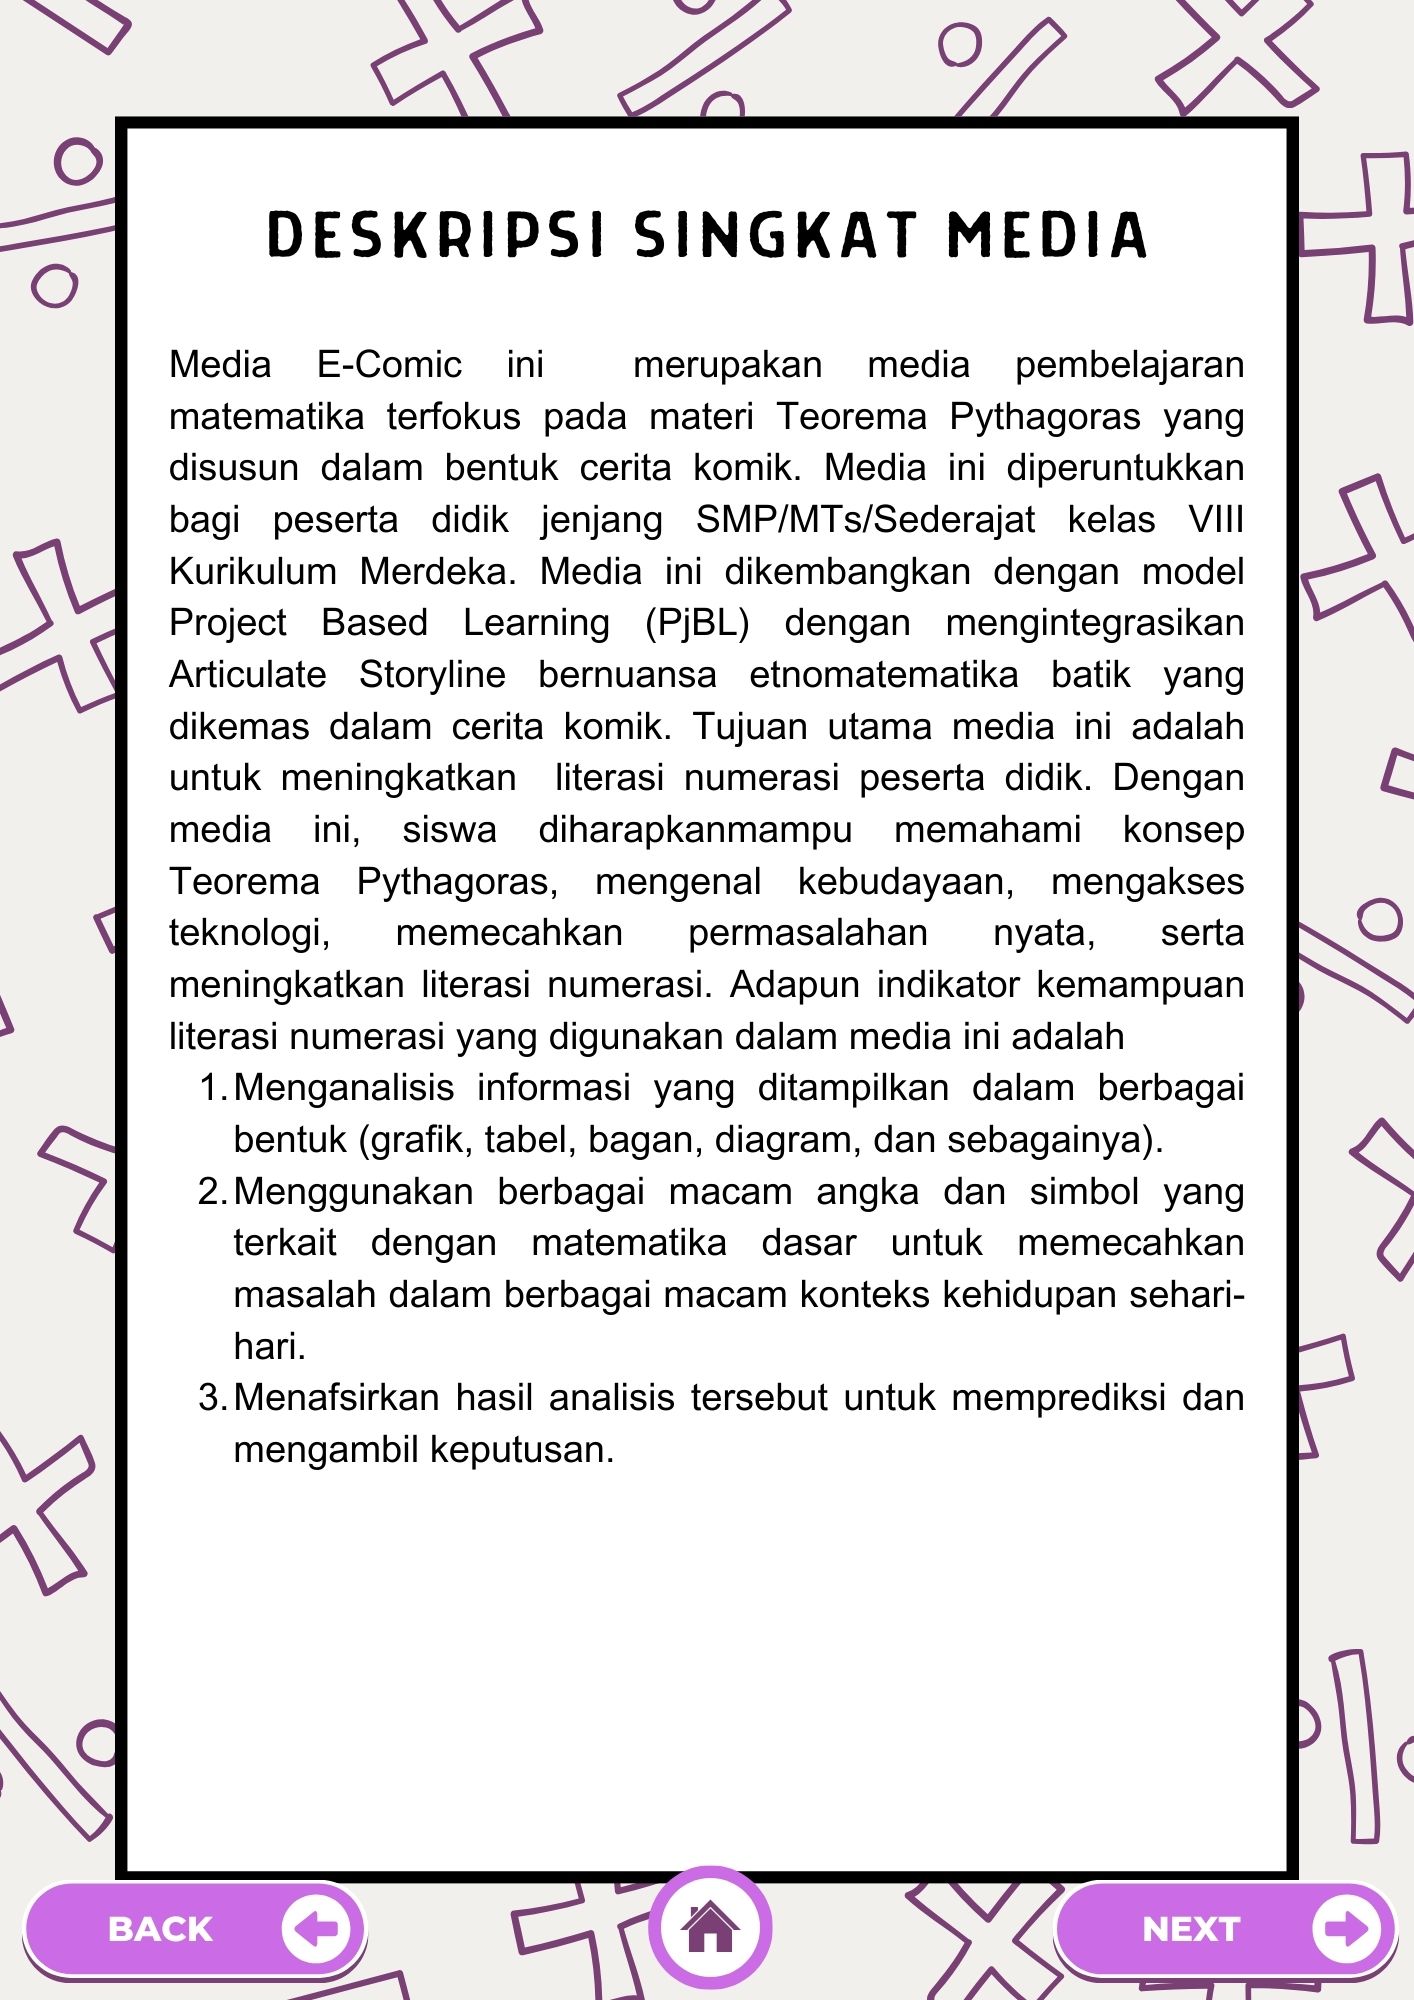 DESKRIPSI SINGKAT MEDIA
Media E-Comic ini merupakan media pembelajaran
matematika terfokus pada materi Teorema Pythagoras yang
disusun dalam bentuk cerita komik. Media ini diperuntukkan
bagi peserta didik jenjang SMP/MTs/Sederajat kelas VIII
Kurikulum Merdeka. Media ini dikembangkan dengan model
Project Based Learning (PjBL) dengan mengintegrasikan
Articulate Storyline bernuansa etnomatematika batik yang
dikemas dalam cerita komik. Tujuan utama media ini adalah
untuk meningkatkan literasi numerasi peserta didik. Dengan
media ini, siswa diharapkanmampu memahami konsep
Teorema Pythagoras, mengenal kebudayaan, mengakses
teknologi, memecahkan permasalahan nyata, serta
meningkatkan literasi numerasi. Adapun indikator kemampuan
literasi numerasi yang digunakan dalam media ini adalah
1. Menganalisis informasi yang ditampilkan dalam berbagai
bentuk (grafik, tabel, bagan, diagram, dan sebagainya).
2. Menggunakan berbagai macam angka dan simbol yang
terkait dengan matematika dasar untuk memecahkan
masalah dalam berbagai macam konteks kehidupan sehari-
hari.
3. Menafsirkan hasil analisis tersebut untuk memprediksi dan
mengambil keputusan.
BACK
NEXT